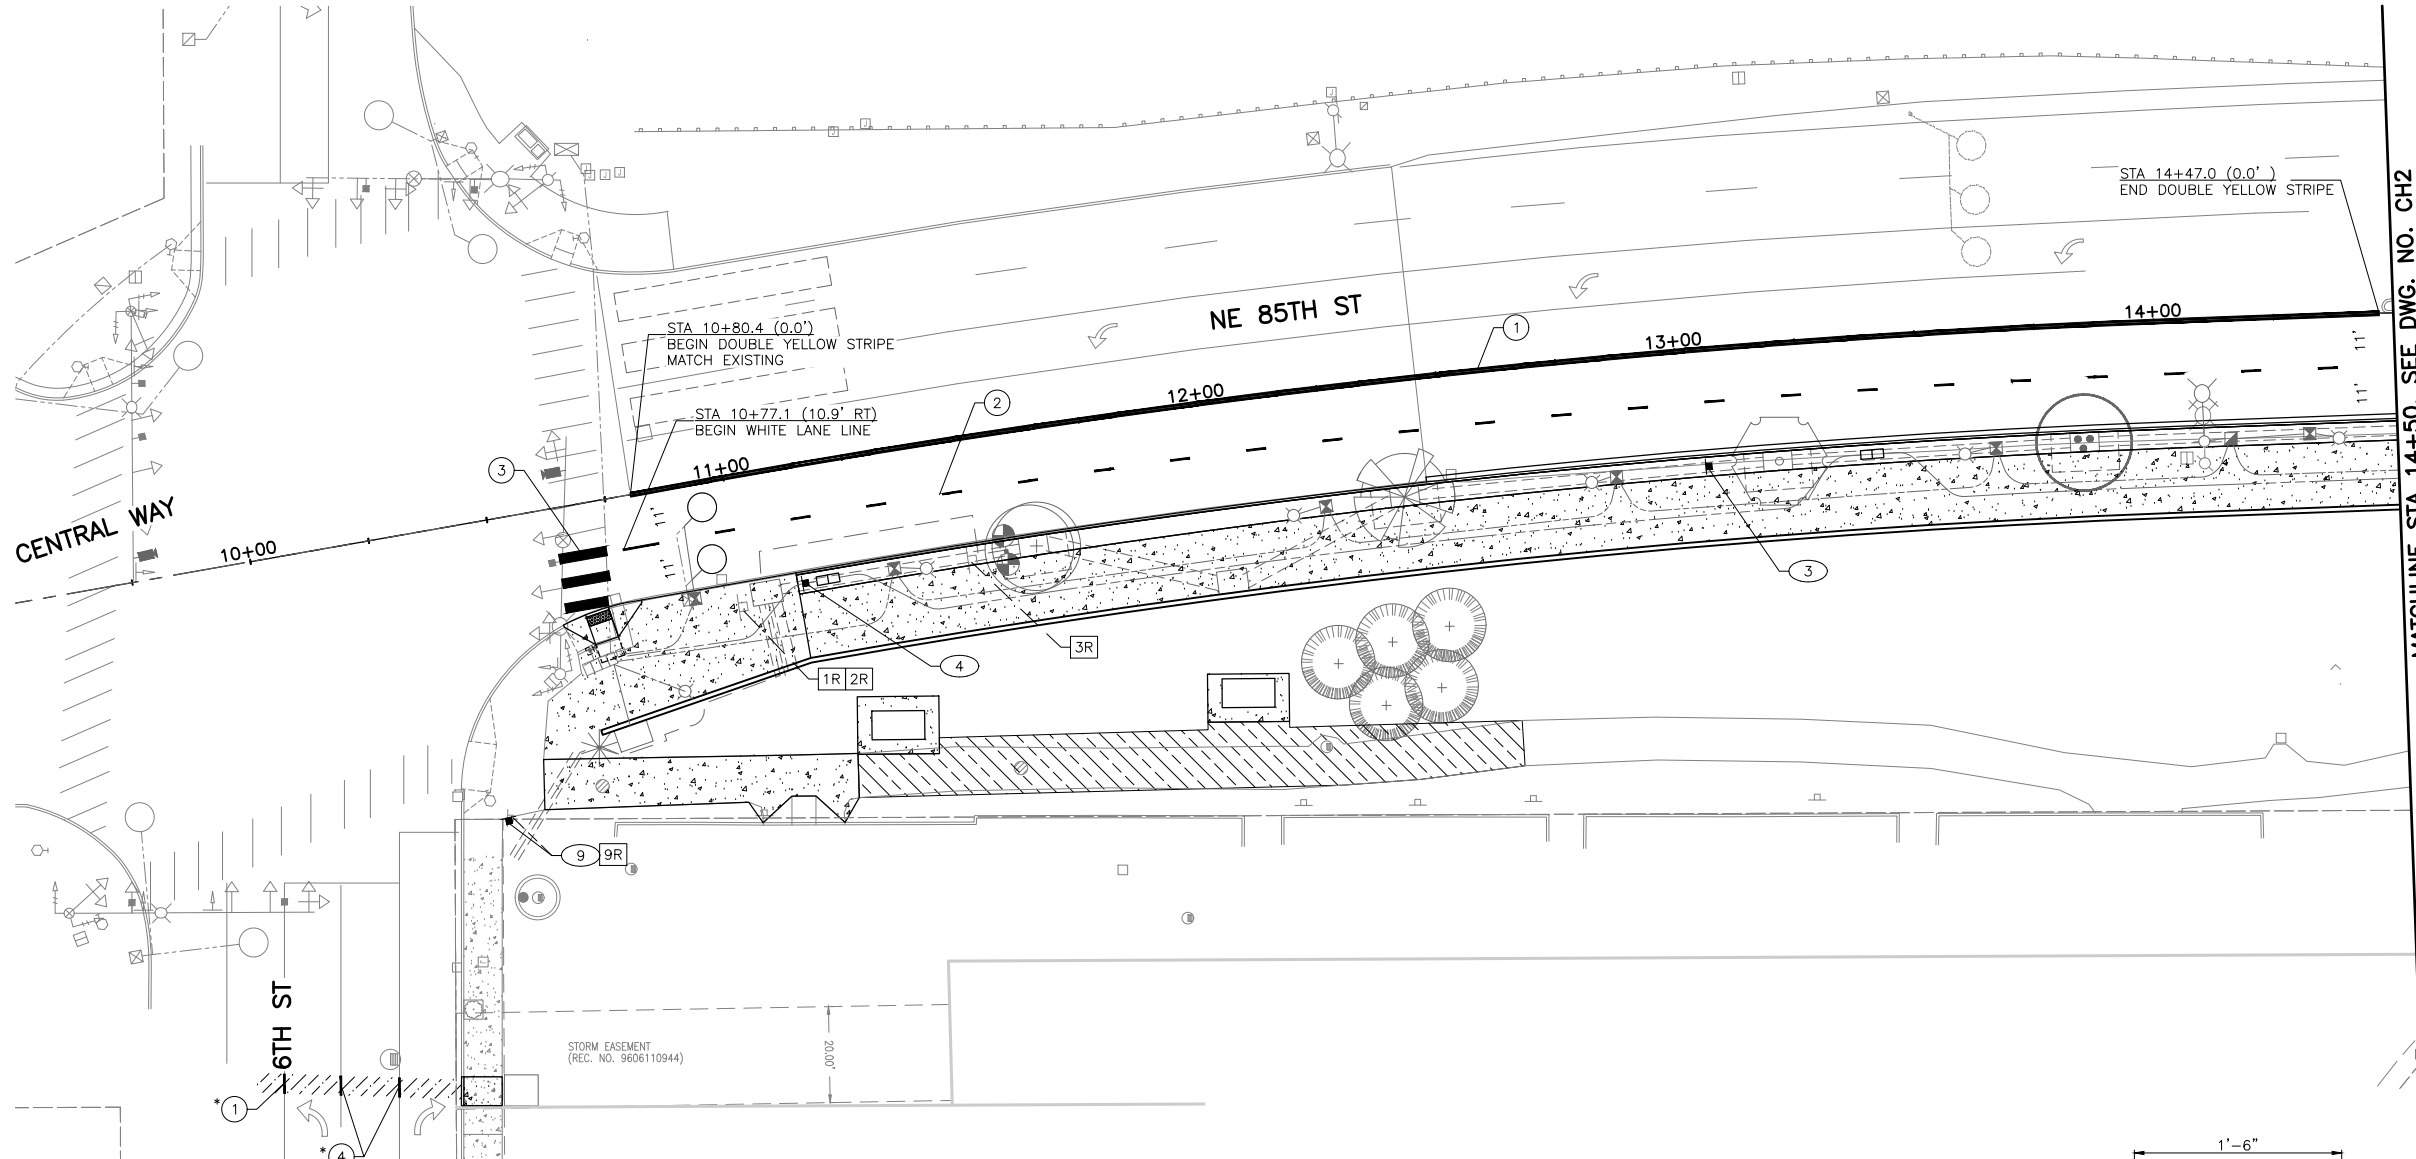 STA 14+47.0 (0.0' )
END DOUBLE YELLOW STRIPE
NE 85TH ST
14+00
13+00
12+00
11+00
10+00
STA 10+80.4 (0.0')
BEGIN DOUBLE YELLOW STRIPE
MATCH EXISTING
STA 10+77.1 (10.9' RT)
BEGIN WHITE LANE LINE
1
2
3
11'
11'
11'
11'
CENTRAL WAY
MATCHLINE STA 14+50, SEE DWG. NO. CH2
3
4
3R
1R 2R
9 9R
6TH ST
STORM EASEMENT
(REC. NO. 9606110944)
20.00'
* 1
* 4
1'-6"
J
J
J
J
J
J